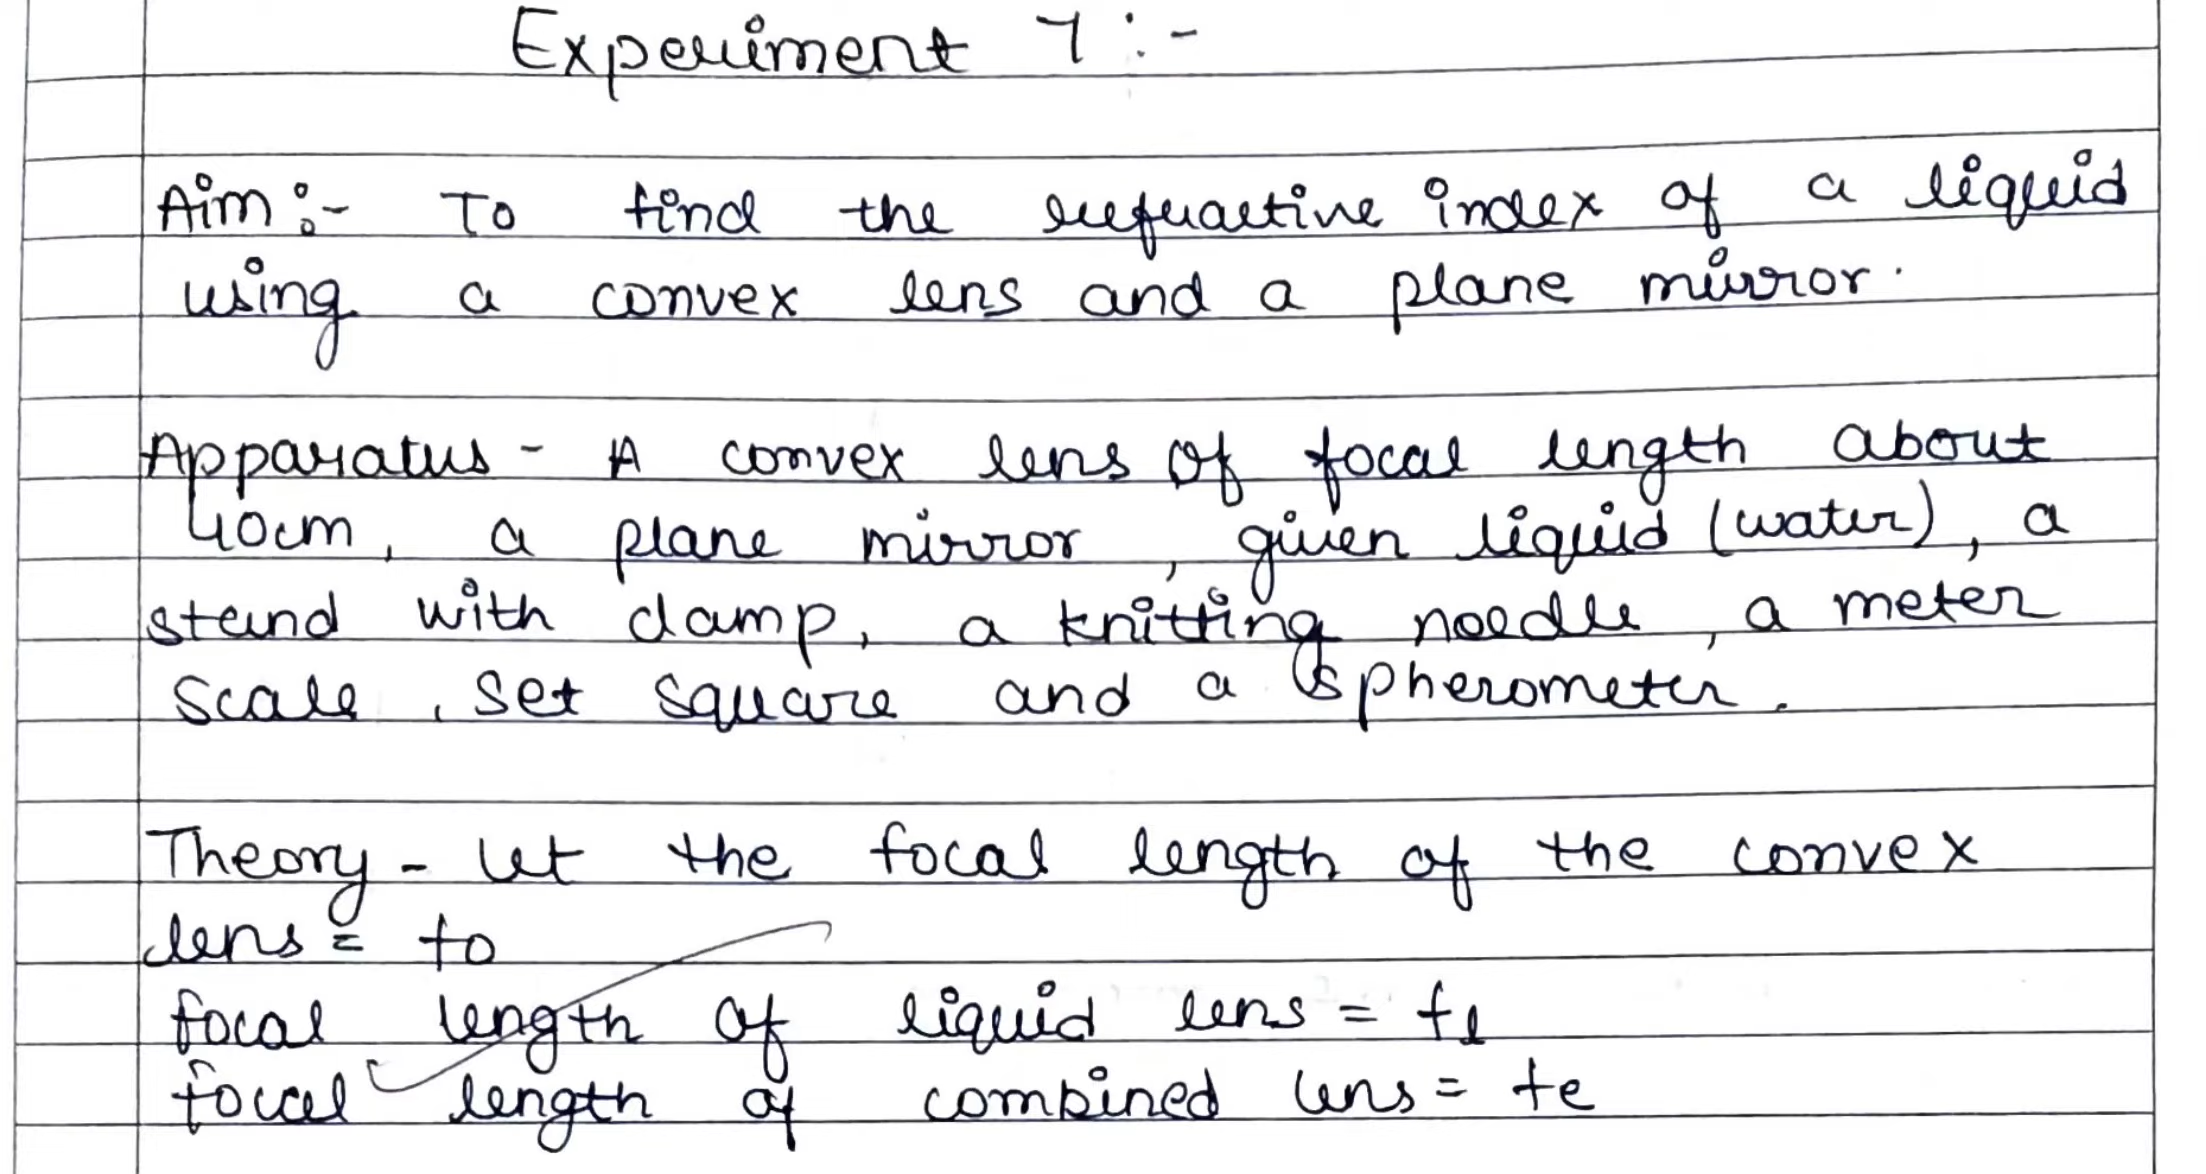 Experiment 7 :-
Aim :- To find the refractive index of a liquid
using a convex lens and a plane mirror.
Apparatus - A convex lens of focal length about
40cm, a plane mirror, given liquid (water), a
stand with clamp, a knitting needle, a meter
scale, set square and a spherometer.
Theory - let the focal length of the convex
lens = fo
focal length of liquid lens = fl
focal length of combined lens = fe